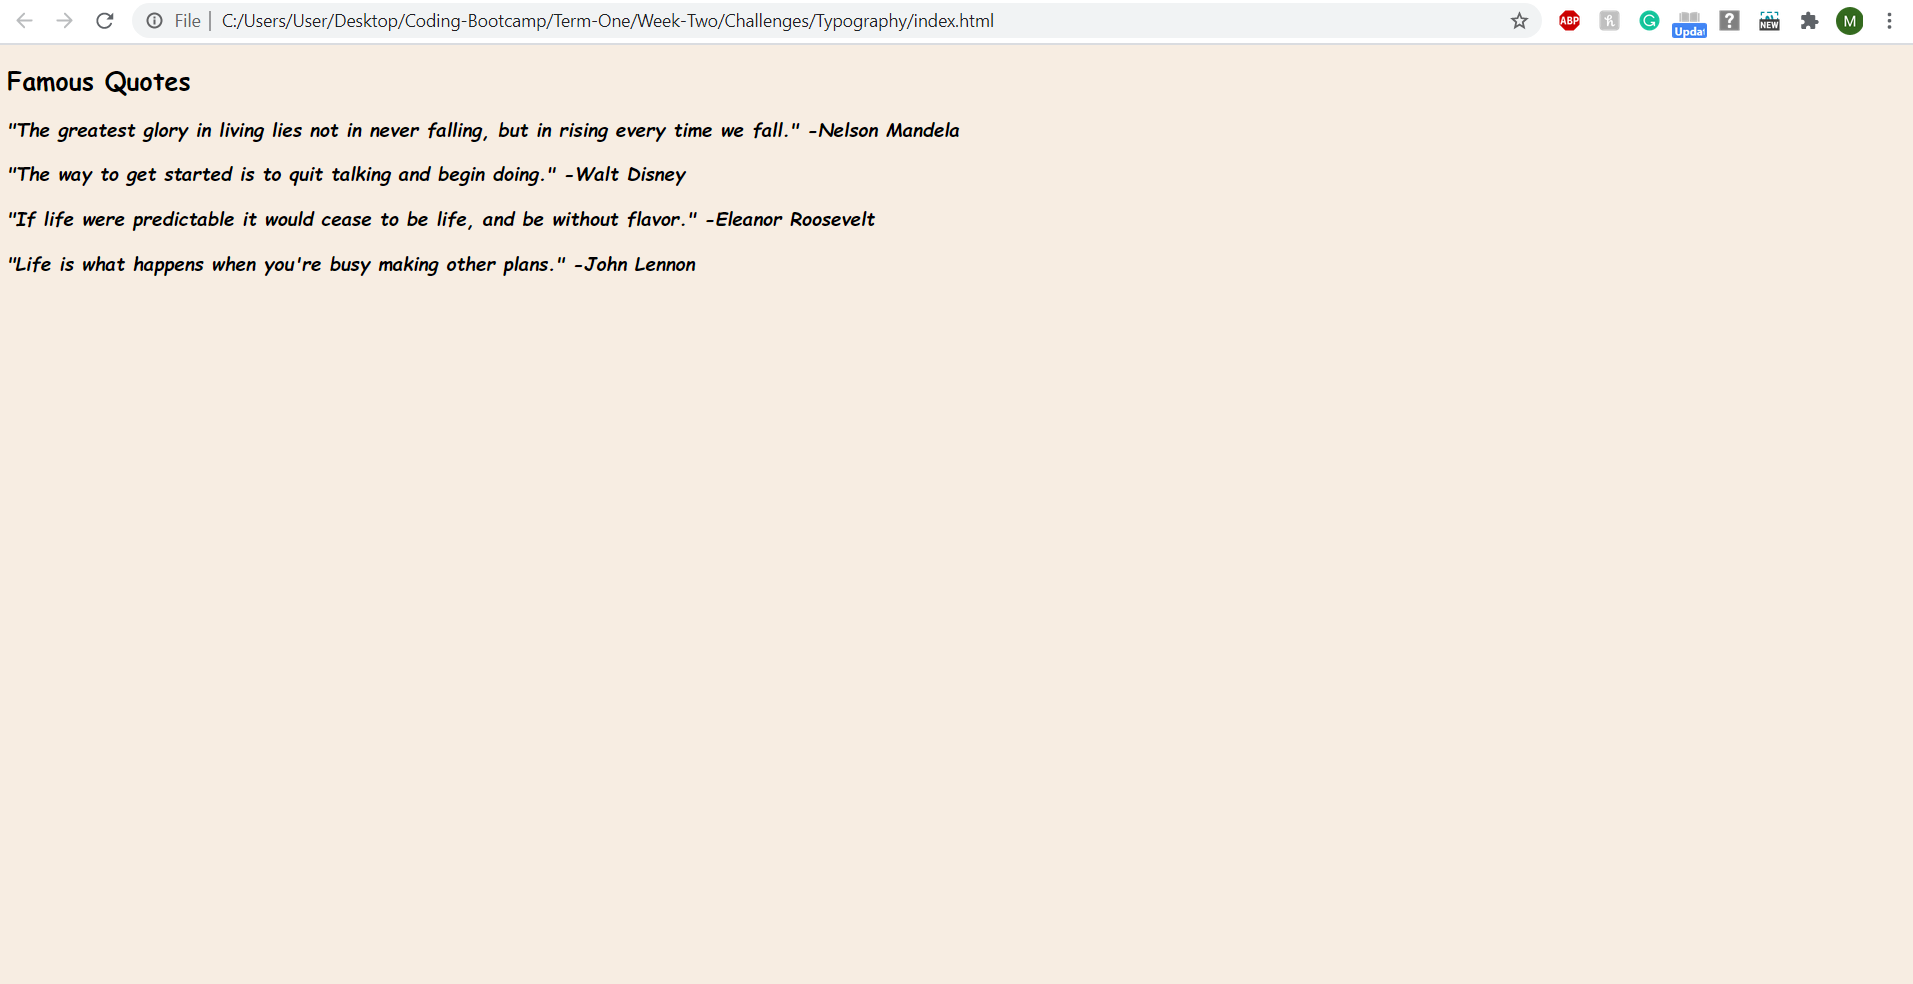 File | C:/Users/User/Desktop/Coding-Bootcamp/Term-One/Week-Two/Challenges/Typography/index.html ABP h G Updat ? NEW M
Famous Quotes
"The greatest glory in living lies not in never falling, but in rising every time we fall." -Nelson Mandela
"The way to get started is to quit talking and begin doing." -Walt Disney
"If life were predictable it would cease to be life, and be without flavor." -Eleanor Roosevelt
"Life is what happens when you're busy making other plans." -John Lennon